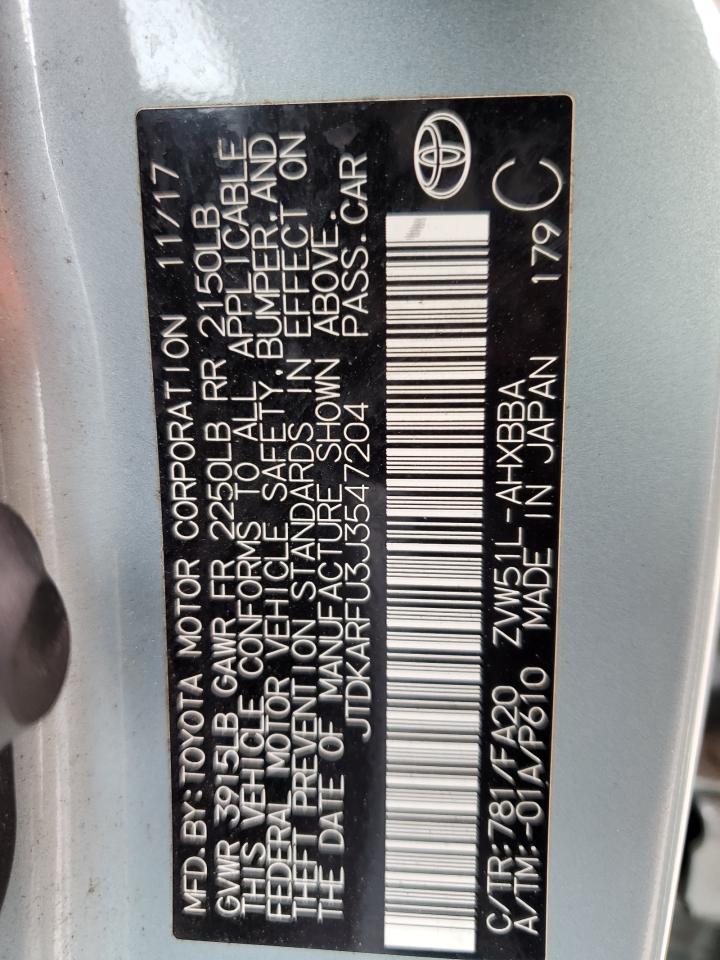 MFD. BY: TOYOTA MOTOR CORPORATION 11/17
GVWR 3915LB GAWR FR 2250LB RR 2150LB
THIS VEHICLE CONFORMS TO ALL APPLICABLE
FEDERAL MOTOR VEHICLE SAFETY, BUMPER, AND
THEFT PREVENTION STANDARDS IN EFFECT ON
THE DATE OF MANUFACTURE SHOWN ABOVE.
JTDKARFU3J3547204 PASS. CAR
C/TR: 781/FA20 ZVW51L-AHXBBA
A/TM: -01A/P610 MADE IN JAPAN 179 C